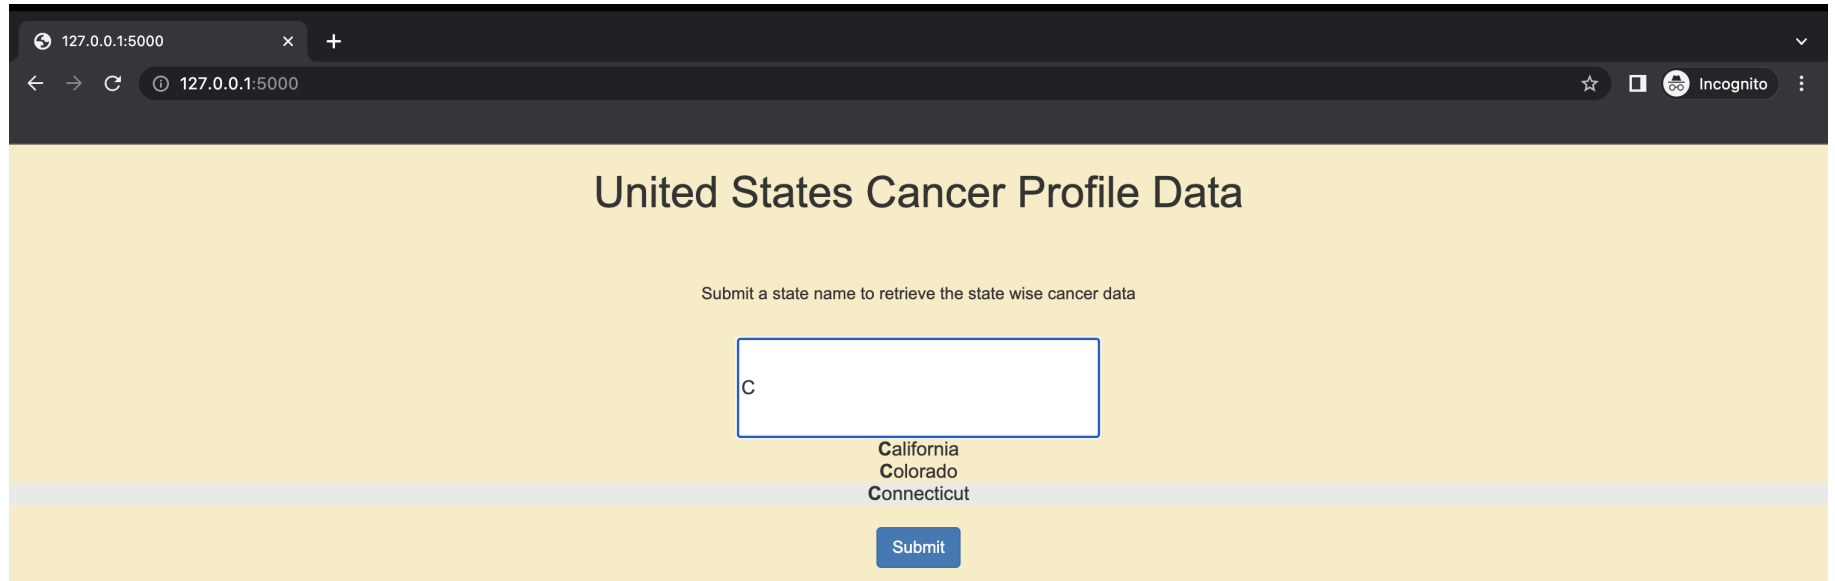 127.0.0.1:5000
127.0.0.1:5000
Incognito
United States Cancer Profile Data
Submit a state name to retrieve the state wise cancer data
C
California
Colorado
Connecticut
Submit